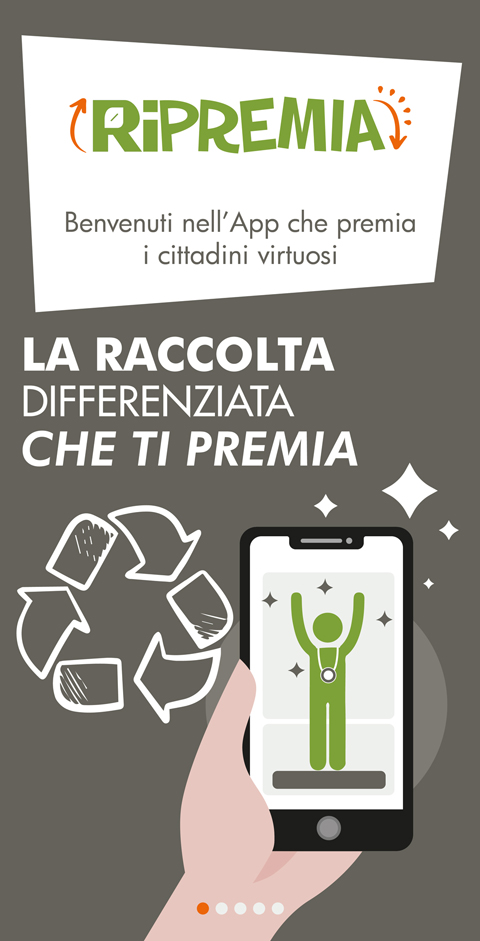 RiPREMIA
Benvenuti nell'App che premia
i cittadini virtuosi
LA RACCOLTA
DIFFERENZIATA
CHE TI PREMIA